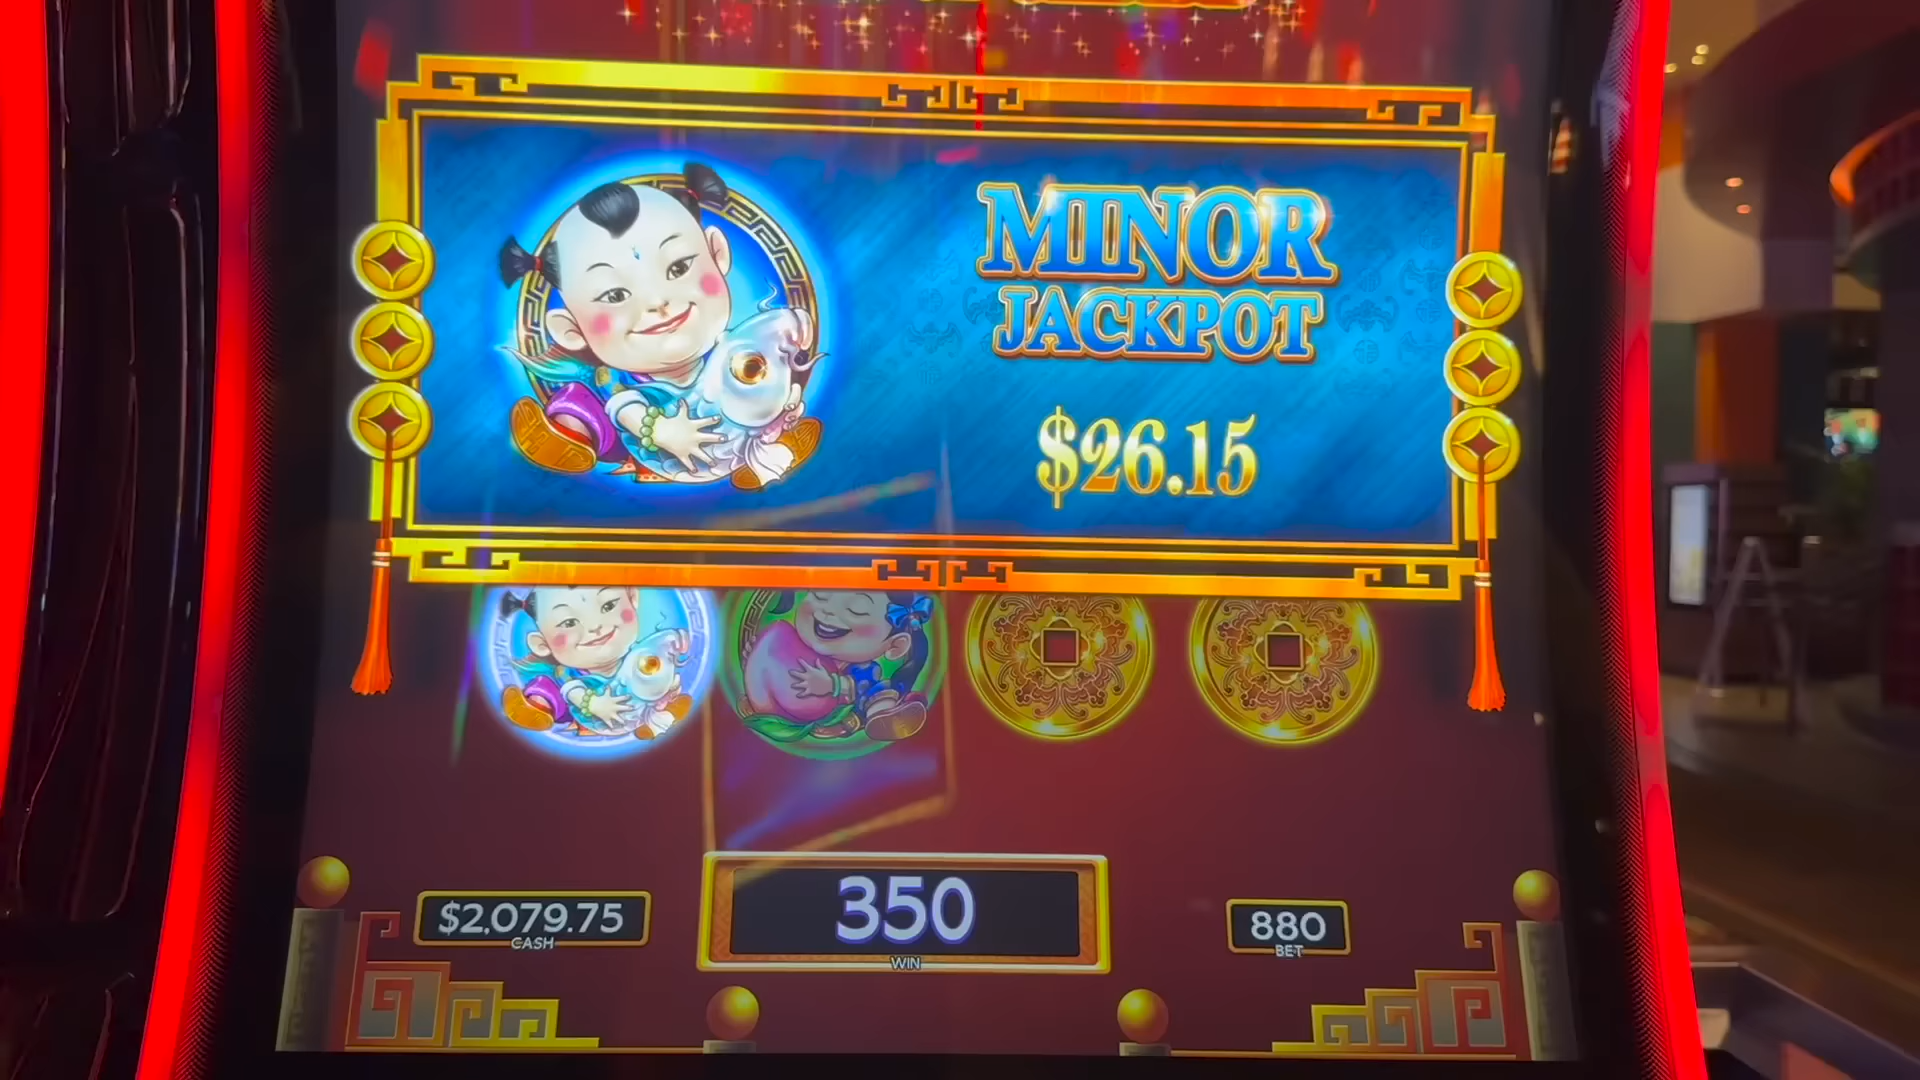 MINOR
JACKPOT
$26.15
$2,079.75
CASH
350
WIN
880
BET